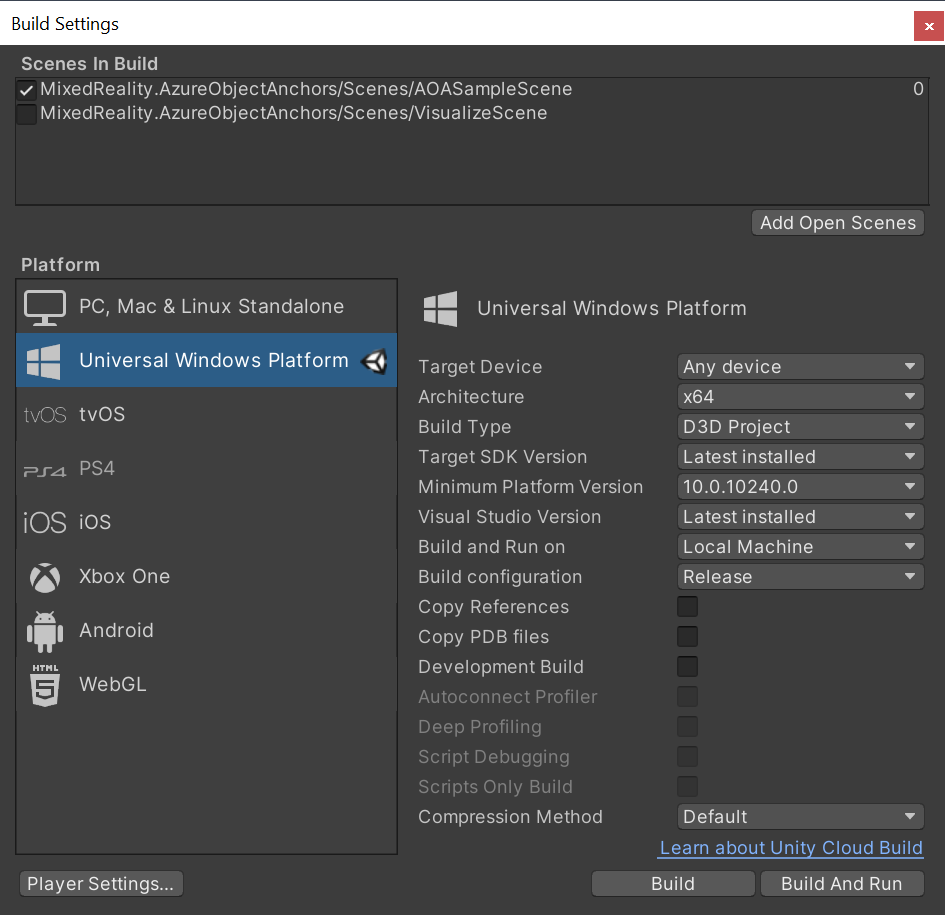 Build Settings
Scenes In Build
MixedReality.AzureObjectAnchors/Scenes/AOASampleScene 0
MixedReality.AzureObjectAnchors/Scenes/VisualizeScene
Add Open Scenes
Platform
PC, Mac & Linux Standalone
Universal Windows Platform
tvOS tvOS
PS4 PS4
iOS iOS
Xbox One
Android
HTML
5 WebGL
Universal Windows Platform
Target Device Any device
Architecture x64
Build Type D3D Project
Target SDK Version Latest installed
Minimum Platform Version 10.0.10240.0
Visual Studio Version Latest installed
Build and Run on Local Machine
Build configuration Release
Copy References
Copy PDB files
Development Build
Autoconnect Profiler
Deep Profiling
Script Debugging
Scripts Only Build
Compression Method Default
Learn about Unity Cloud Build
Player Settings... Build Build And Run